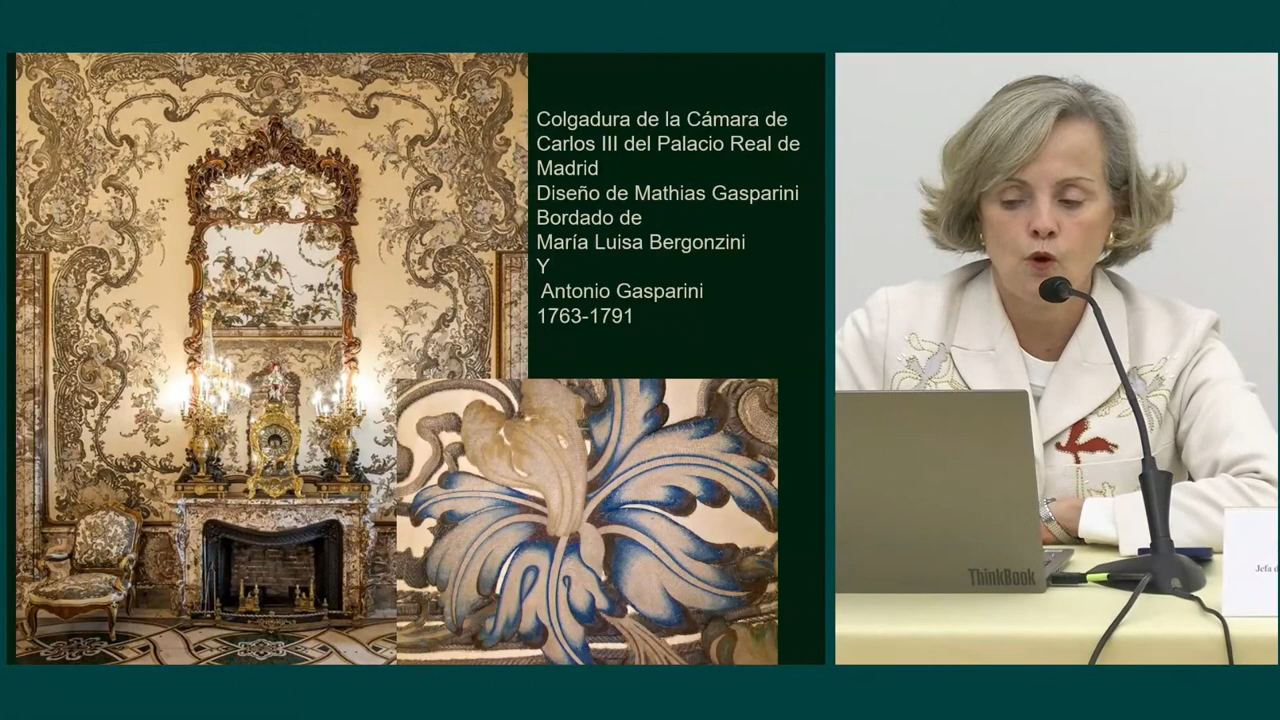 Colgadura de la Cámara de
Carlos III del Palacio Real de
Madrid
Diseño de Mathias Gasparini
Bordado de
María Luisa Bergonzini
Y
Antonio Gasparini
1763-1791
ThinkBook
Jefa d